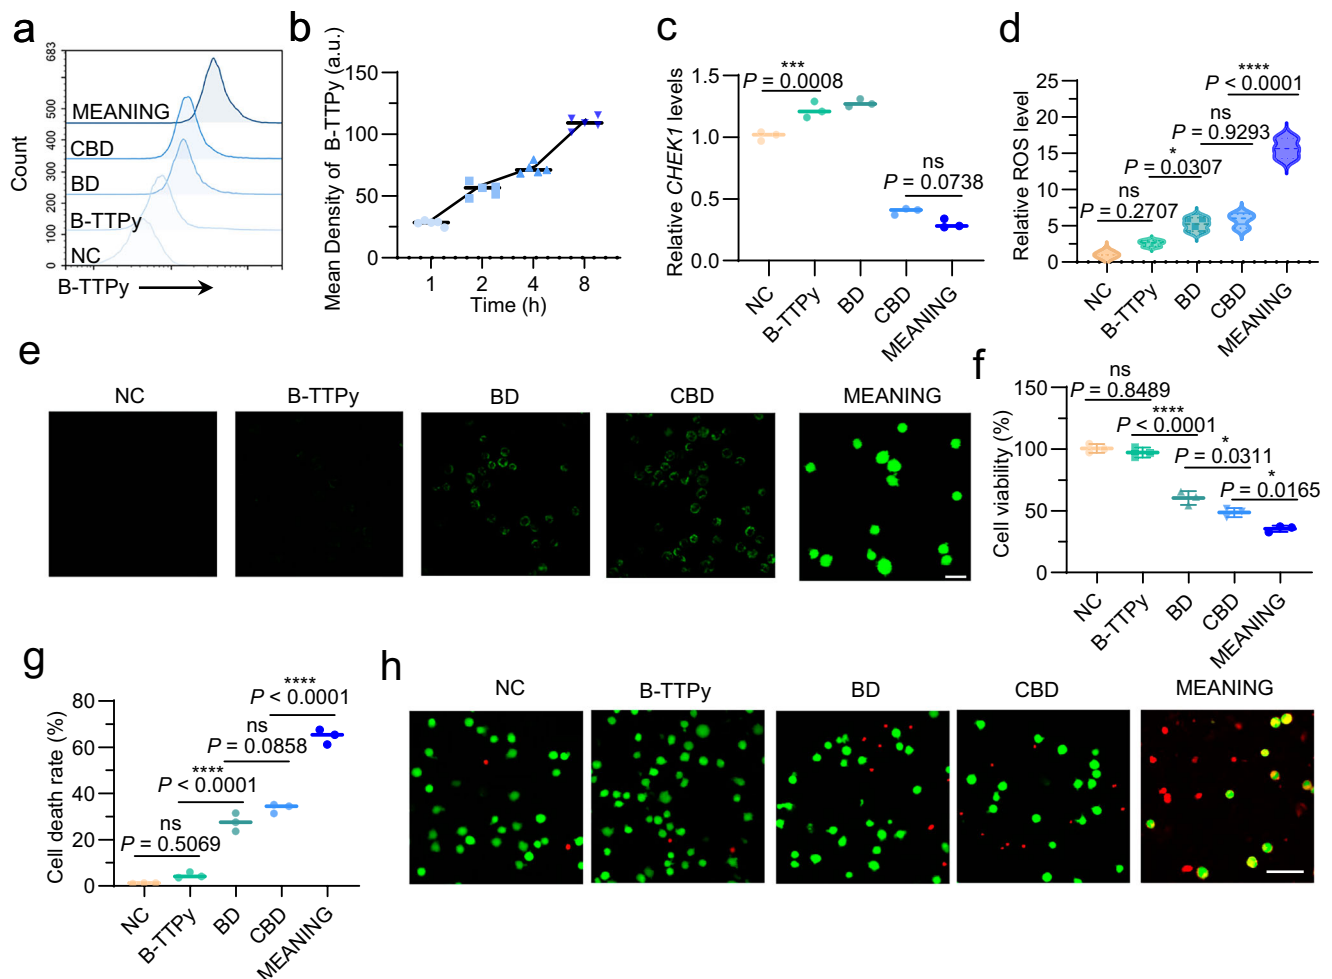 a
683
500
400
300
200
100
0
Count
MEANING
CBD
BD
B-TTPy
NC
B-TTPy
b
Mean Density of B-TTPy (a.u.)
150
100
50
0
1 2 4 8
Time (h)
c
Relative CHEK1 levels
1.5
1.0
0.5
0.0
***
P = 0.0008
ns
P = 0.0738
NC
B-TTPy
BD
CBD
MEANING
d
Relative ROS level
25
20
15
10
5
0
****
P < 0.0001
ns
P = 0.9293
*
P = 0.0307
ns
P = 0.2707
NC
B-TTPy
BD
CBD
MEANING
e
NC B-TTPy BD CBD MEANING
f
Cell viability (%)
150
100
50
0
ns
P = 0.8489
****
P < 0.0001
*
P = 0.0311
*
P = 0.0165
NC
B-TTPy
BD
CBD
MEANING
g
Cell death rate (%)
80
60
40
20
0
****
P < 0.0001
ns
P = 0.0858
****
P < 0.0001
ns
P = 0.5069
NC
B-TTPy
BD
CBD
MEANING
h
NC B-TTPy BD CBD MEANING